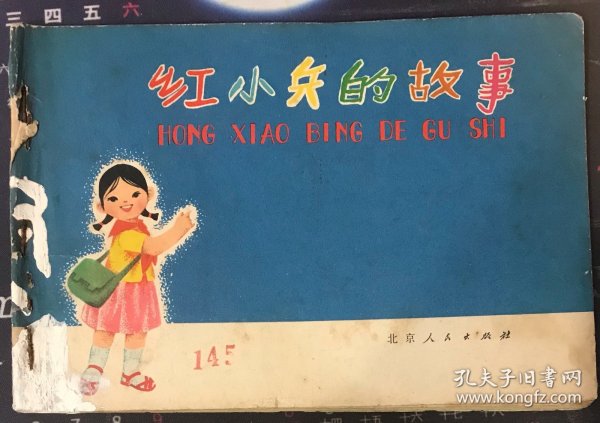 三 四 五 六
红小兵的故事
HONG XIAO BING DE GU SHI
北京人民出版社
145
孔夫子旧书网
www.kongfz.com